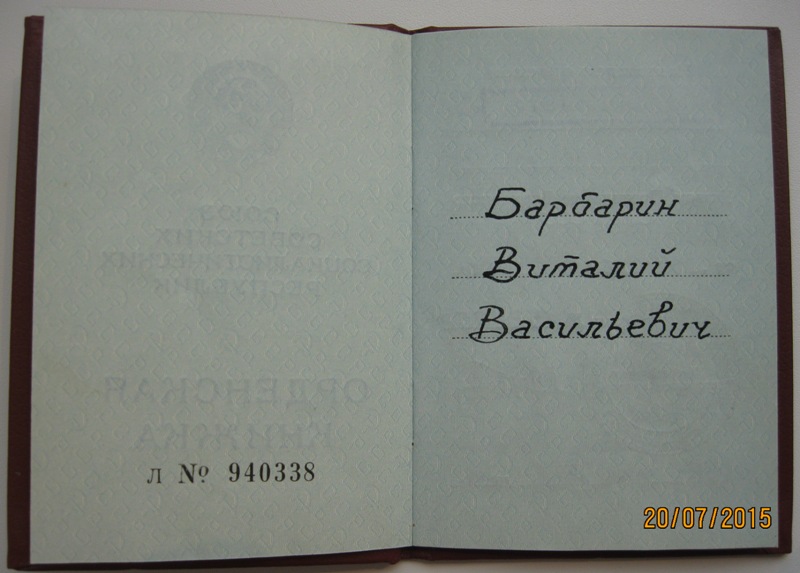 л № 940338
Барбарин
Виталий
Васильевич
20/07/2015